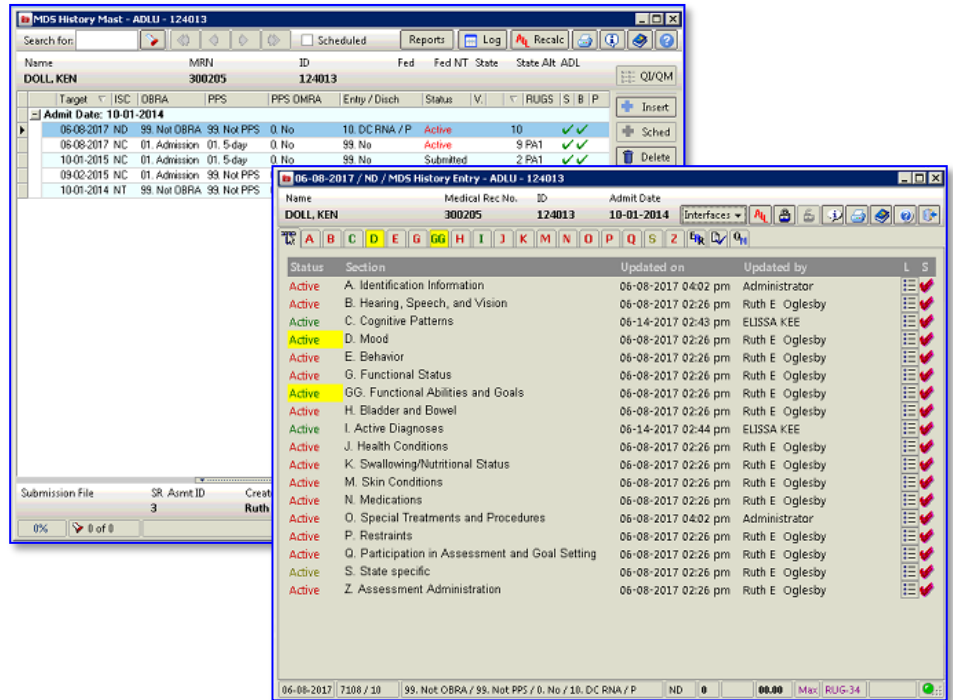 MDS History Mast - ADLU - 124013
Search for:
Scheduled
Reports
Log
Recalc
Name MRN ID Fed Fed NT State State Alt ADL
DOLL, KEN 300205 124013
QI/QM
Target ISC OBRA PPS PPS OMRA Entry / Disch Status V. RUGS S B P
Insert
Admit Date: 10-01-2014
06-08-2017 ND 99. Not OBRA 99. Not PPS 0. No 10. DC RNA / P Active 10
Sched
06-08-2017 NC 01. Admission 01. 5-day 0. No 99. No Active 9 PA1
10-01-2015 NC 01. Admission 01. 5-day 0. No 99. No Submitted 2 PA1
Delete
09-02-2015 NC 01. Admission 99. Not PPS
10-01-2014 NT 99. Not OBRA 99. Not PPS
Submission File SR Asmt ID Creat
3 Ruth
0% 0 of 0
06-08-2017 / ND / MDS History Entry - ADLU - 124013
Name Medical Rec No. ID Admit Date
DOLL, KEN 300205 124013 10-01-2014 Interfaces
A B C D E G GG H I J K M N O P Q S Z
Status Section Updated on Updated by L S
Active A. Identification Information 06-08-2017 04:02 pm Administrator
Active B. Hearing, Speech, and Vision 06-08-2017 02:26 pm Ruth E Oglesby
Active C. Cognitive Patterns 06-14-2017 02:43 pm ELISSA KEE
Active D. Mood 06-08-2017 02:26 pm Ruth E Oglesby
Active E. Behavior 06-08-2017 02:26 pm Ruth E Oglesby
Active G. Functional Status 06-08-2017 02:26 pm Ruth E Oglesby
Active GG. Functional Abilities and Goals 06-08-2017 02:26 pm Ruth E Oglesby
Active H. Bladder and Bowel 06-08-2017 02:26 pm Ruth E Oglesby
Active I. Active Diagnoses 06-14-2017 02:44 pm ELISSA KEE
Active J. Health Conditions 06-08-2017 02:26 pm Ruth E Oglesby
Active K. Swallowing/Nutritional Status 06-08-2017 02:26 pm Ruth E Oglesby
Active M. Skin Conditions 06-08-2017 02:26 pm Ruth E Oglesby
Active N. Medications 06-08-2017 02:26 pm Ruth E Oglesby
Active O. Special Treatments and Procedures 06-08-2017 04:02 pm Administrator
Active P. Restraints 06-08-2017 02:26 pm Ruth E Oglesby
Active Q. Participation in Assessment and Goal Setting 06-08-2017 02:26 pm Ruth E Oglesby
Active S. State specific 06-08-2017 02:26 pm Ruth E Oglesby
Active Z. Assessment Administration 06-08-2017 02:26 pm Ruth E Oglesby
06-08-2017 7108 / 10 99. Not OBRA / 99. Not PPS / 0. No / 10. DC RNA / P ND 0 00.00 Max RUG-34